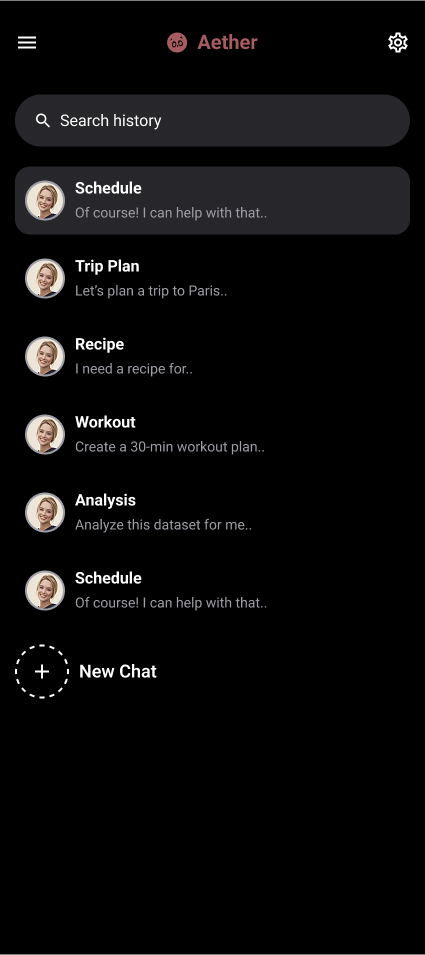 Aether
Search history
Schedule
Of course! I can help with that..
Trip Plan
Let’s plan a trip to Paris..
Recipe
I need a recipe for..
Workout
Create a 30-min workout plan..
Analysis
Analyze this dataset for me..
Schedule
Of course! I can help with that..
New Chat